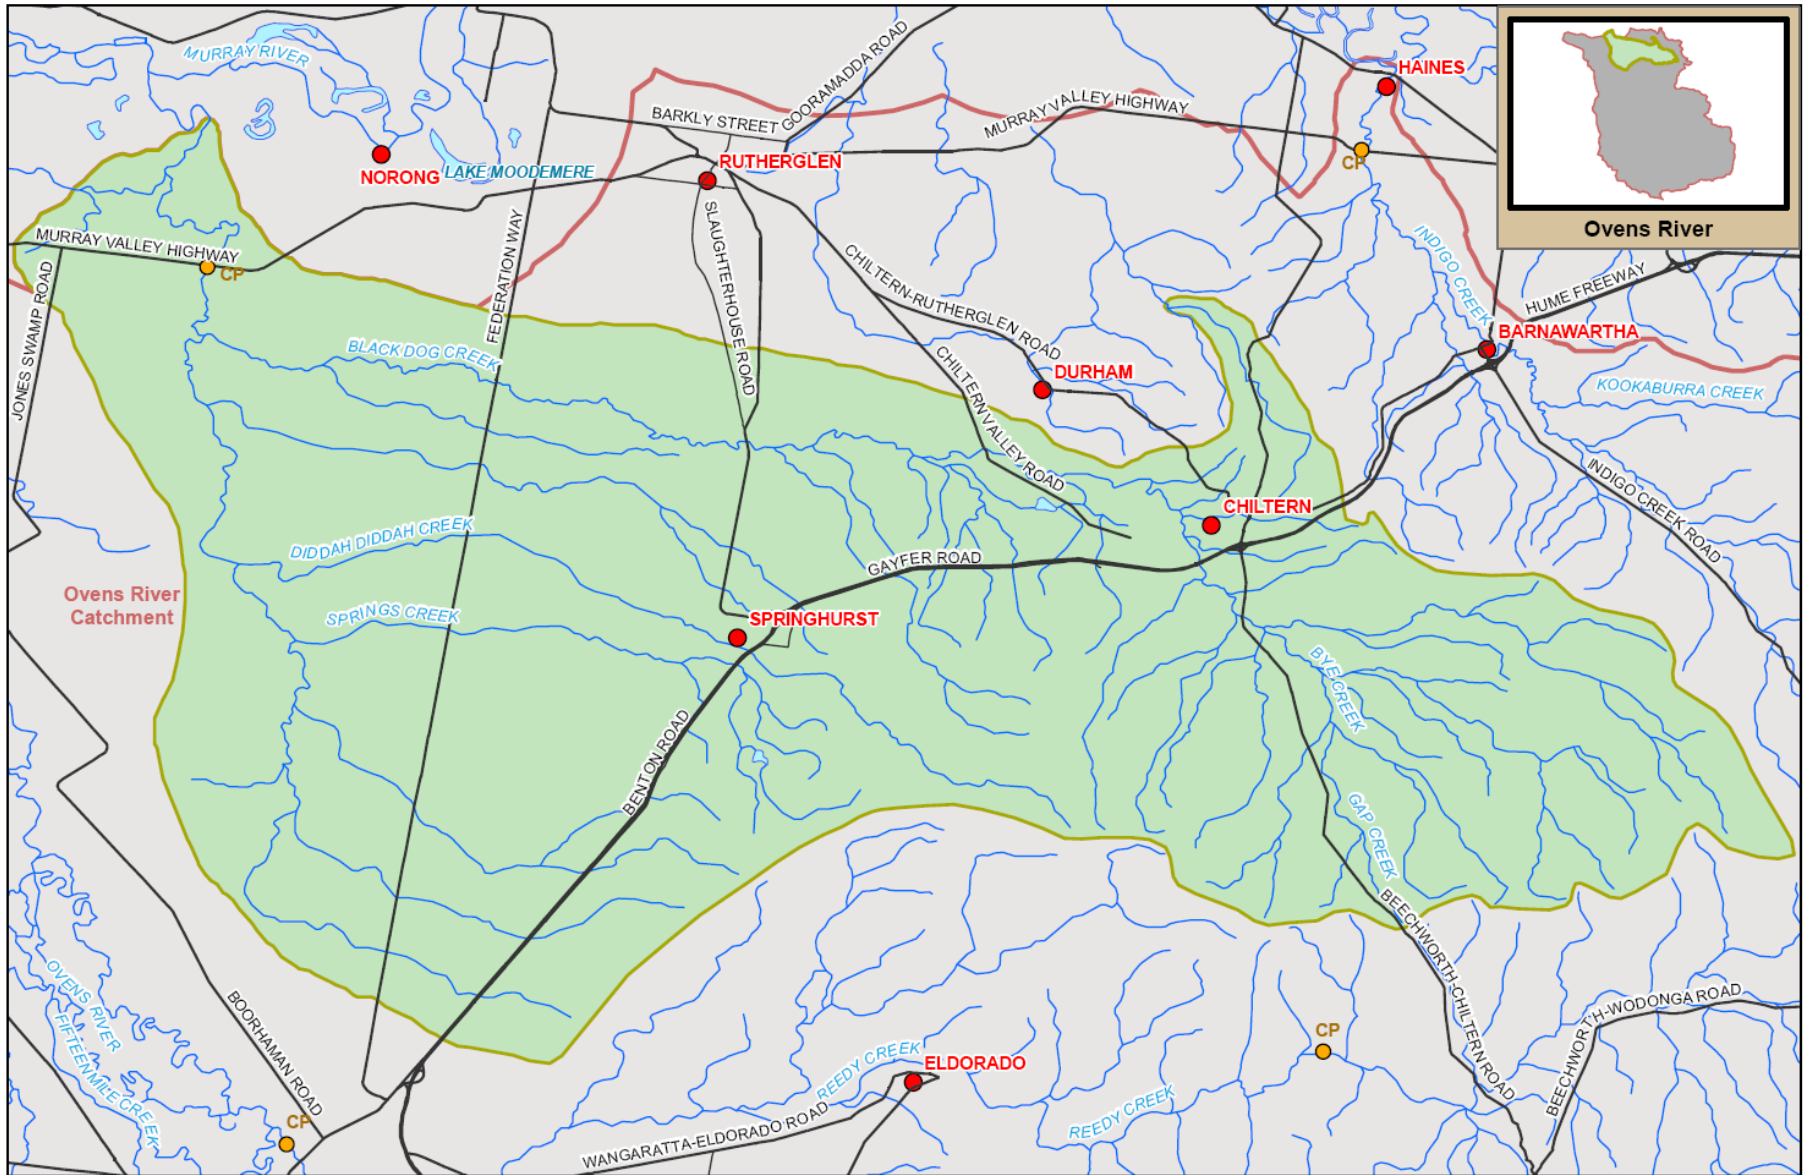 MURRAY RIVER
GOORAMADDA ROAD
HAINES
BARKLY STREET
MURRAY VALLEY HIGHWAY
CP
RUTHERGLEN
NORONG
LAKE MOODEMERE
Ovens River
MURRAY VALLEY HIGHWAY
CP
JONES SWAMP ROAD
FEDERATION WAY
SLAUGHTERHOUSE ROAD
CHILTERN-RUTHERGLEN ROAD
INDIGO CREEK
HUME FREEWAY
BARNAWARTHA
BLACK DOG CREEK
CHILTERN VALLEY ROAD
DURHAM
KOOKABURRA CREEK
INDIGO CREEK ROAD
CHILTERN
DIDDAH DIDDAH CREEK
GAYFER ROAD
Ovens River
Catchment
SPRINGS CREEK
SPRINGHURST
BYE CREEK
BENTON ROAD
GAP CREEK
BEECHWORTH-CHILTERN ROAD
OVENS RIVER
FIFTEEN MILE CREEK
BOORHAMAN ROAD
BEECHWORTH-WODONGA ROAD
CP
REEDY CREEK
ELDORADO
REEDY CREEK
CP
WANGARATTA-ELDORADO ROAD